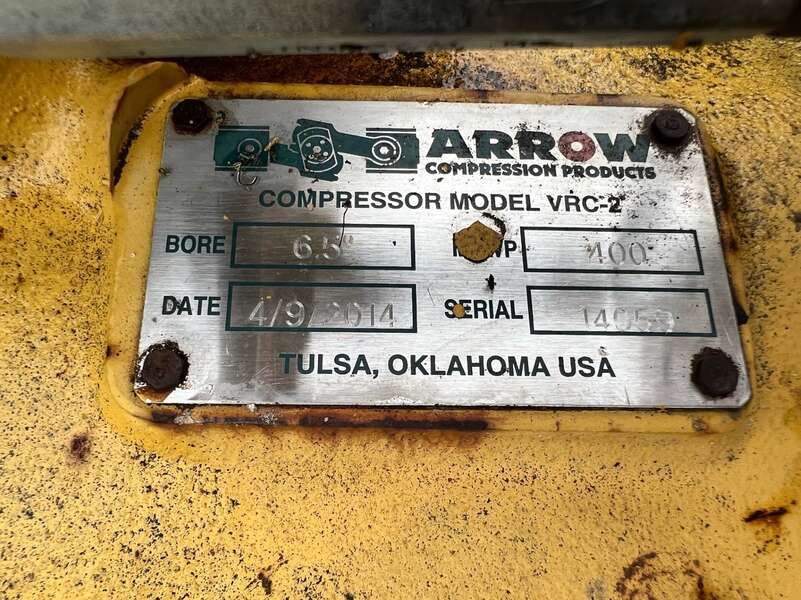 ARROW
COMPRESSION PRODUCTS
COMPRESSOR MODEL VRC-2
BORE 6.5" 400
DATE 4/9/2014 SERIAL
TULSA, OKLAHOMA USA